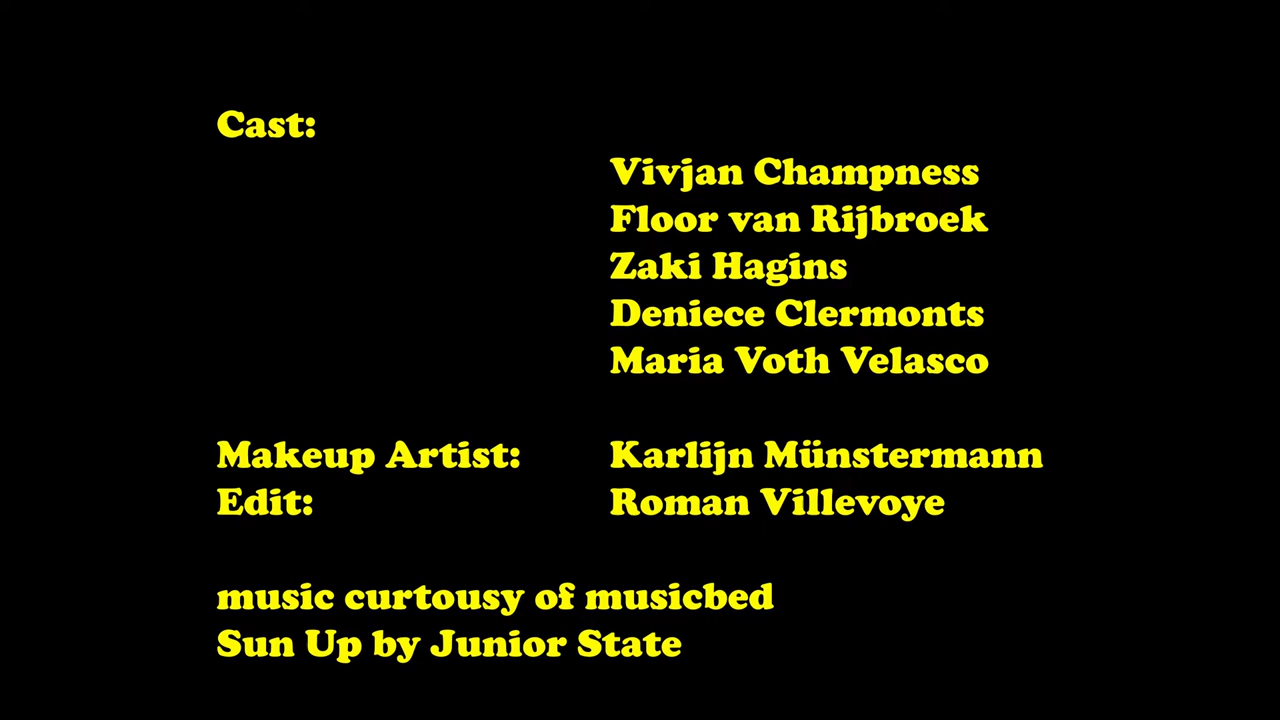 Cast:
Vivjan Champness
Floor van Rijbroek
Zaki Hagins
Deniece Clermonts
Maria Voth Velasco
Makeup Artist: Karlijn Münstermann
Edit: Roman Villevoye
music curtousy of musicbed
Sun Up by Junior State